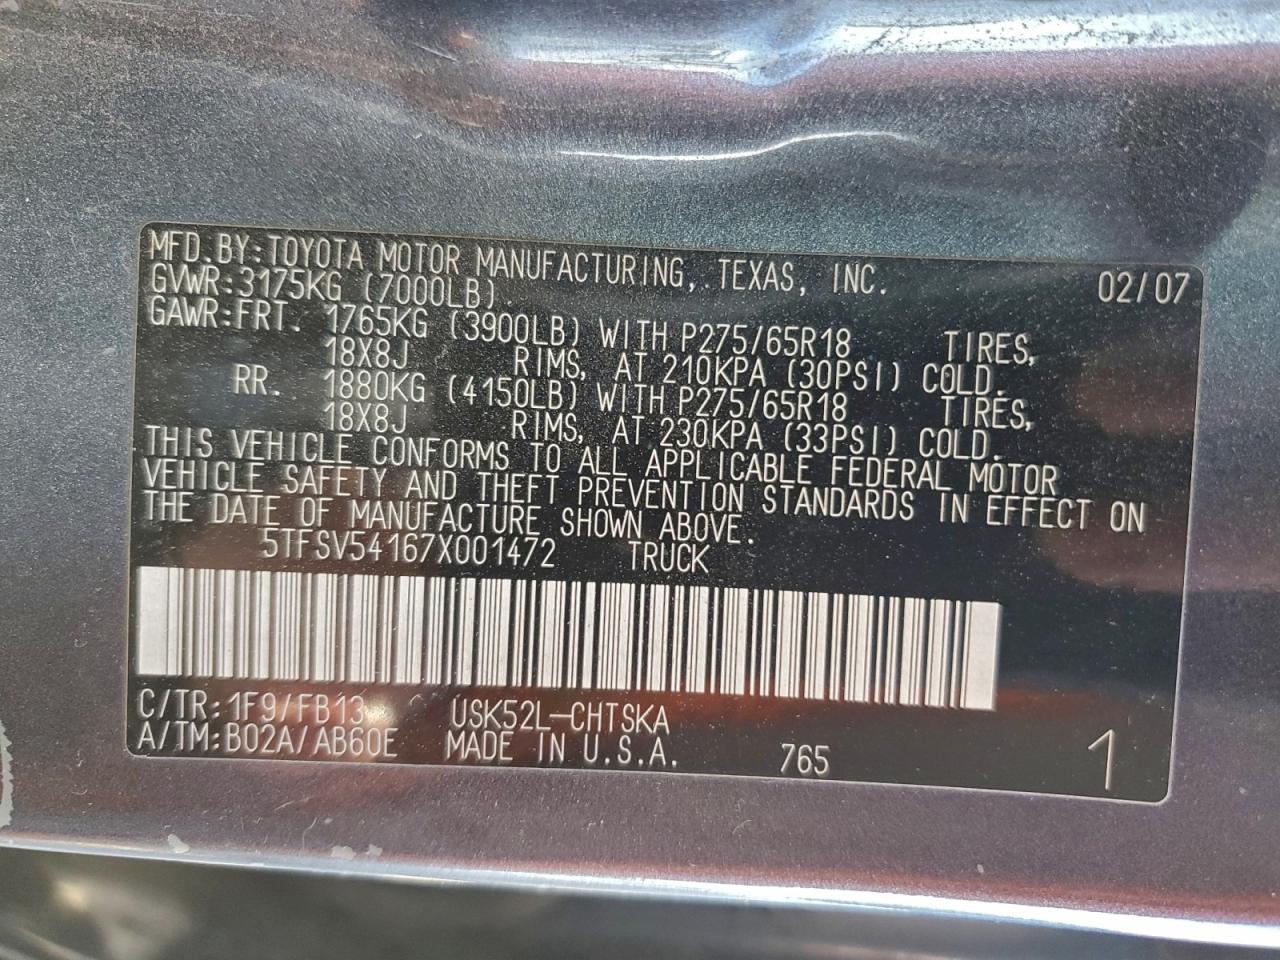 MFD.BY:TOYOTA MOTOR MANUFACTURING, TEXAS, INC. 02/07
GVWR:3175KG (7000LB)
GAWR:FRT. 1765KG (3900LB) WITH P275/65R18 TIRES,
18X8J RIMS, AT 210KPA (30PSI) COLD.
RR. 1880KG (4150LB) WITH P275/65R18 TIRES,
18X8J RIMS, AT 230KPA (33PSI) COLD.
THIS VEHICLE CONFORMS TO ALL APPLICABLE FEDERAL MOTOR
VEHICLE SAFETY AND THEFT PREVENTION STANDARDS IN EFFECT ON
THE DATE OF MANUFACTURE SHOWN ABOVE.
5TFSV54167X001472 TRUCK
C/TR:1F9/FB13 USK52L-CHTSKA
A/TM:B02A/AB60E MADE IN U.S.A. 765 1